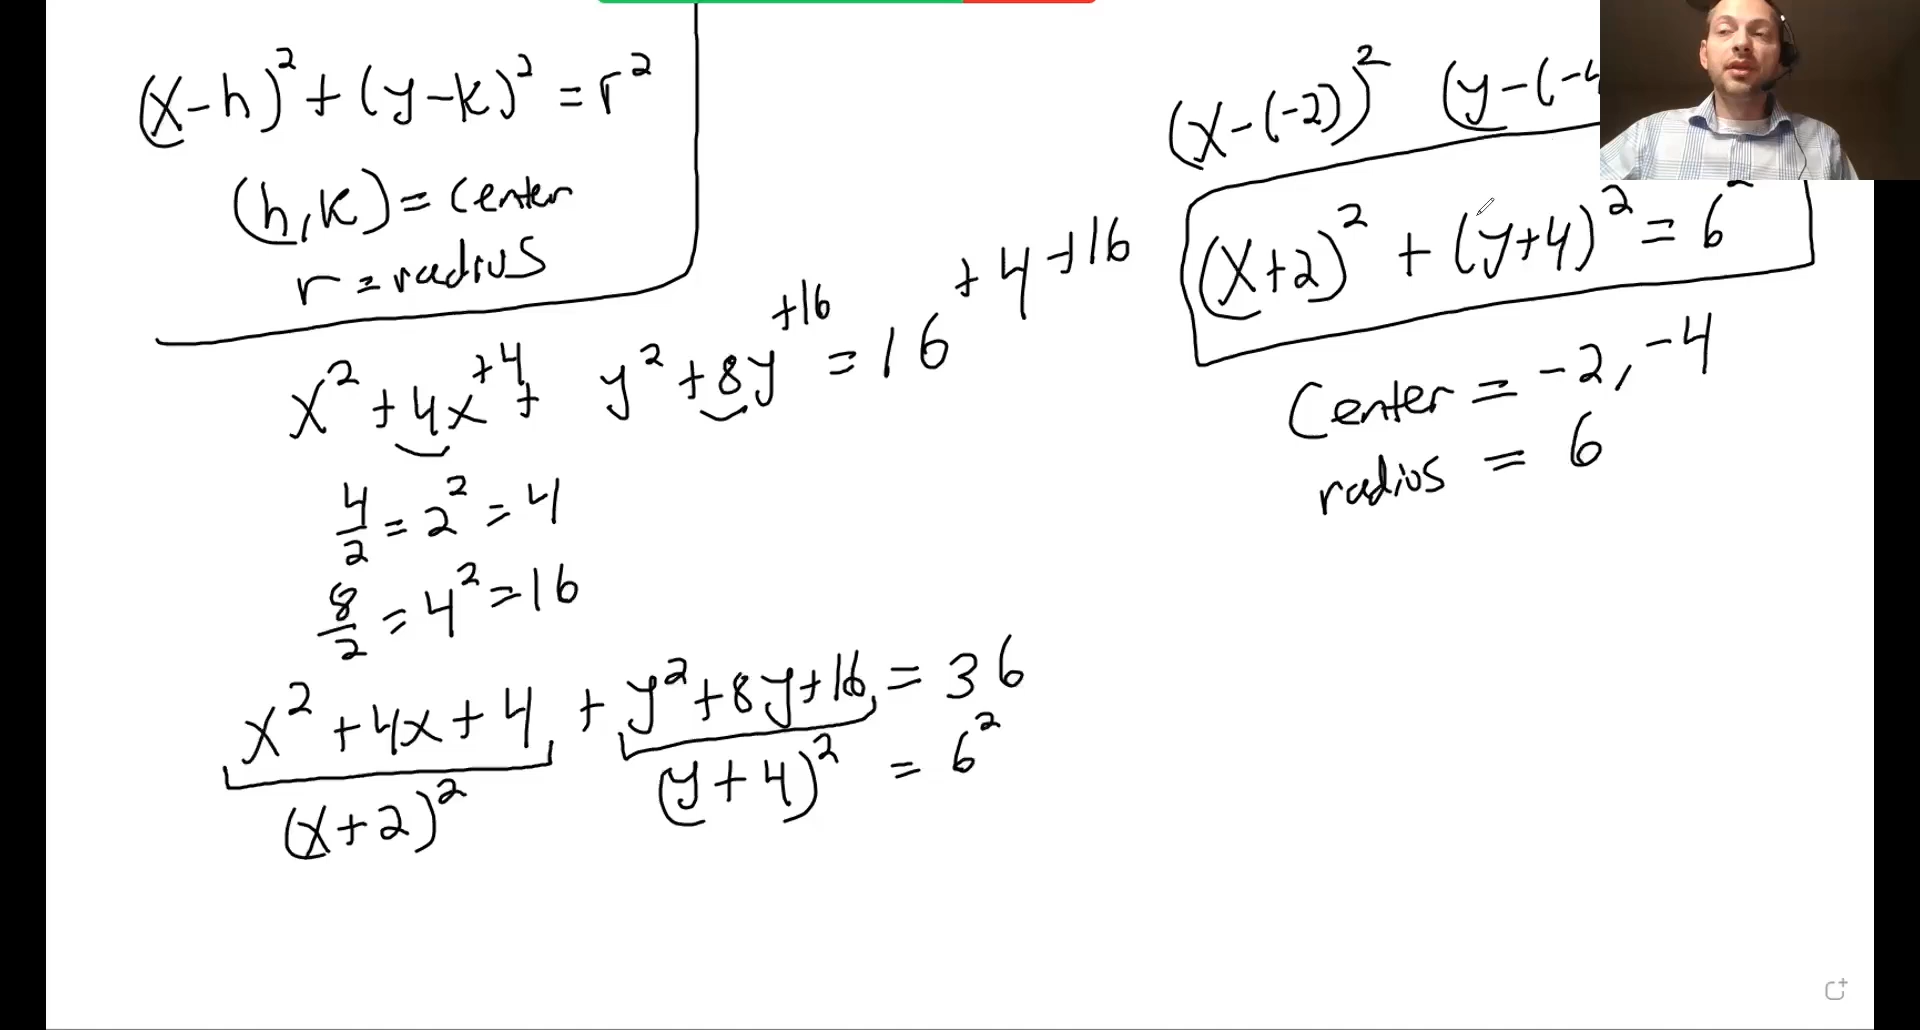 (x-h)² + (y-k)² = r²
(h,k) = center
r = radius
x² + 4x +4 + y² + 8y +16 = 16 +4 +16
4/2 = 2² = 4
8/2 = 4² = 16
x² + 4x + 4 + y² + 8y + 16 = 36
(x+2)² (y+4)² = 6²
(x-(-2))² (y-(-4
(x+2)² + (y+4)² = 6²
Center = -2, -4
radius = 6